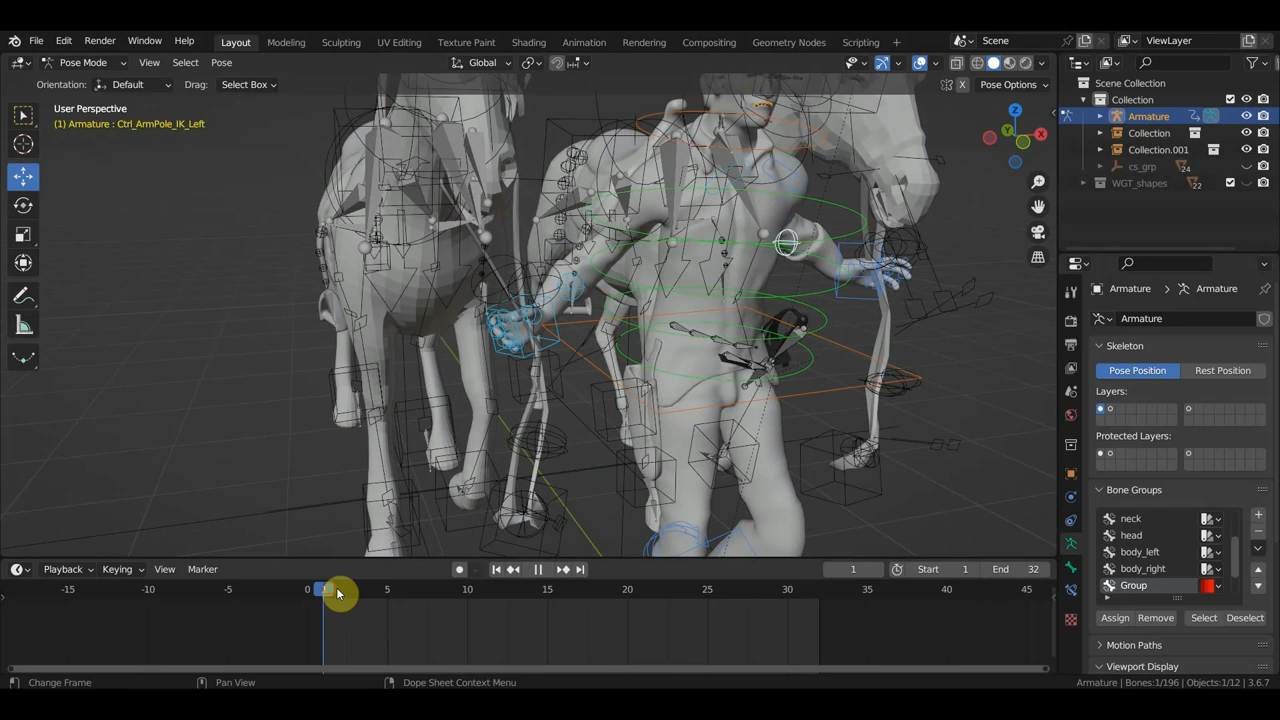 File Edit Render Window Help Layout Modeling Sculpting UV Editing Texture Paint Shading Animation Rendering Compositing Geometry Nodes Scripting + Scene ViewLayer
Pose Mode View Select Pose Global
Orientation: Default Drag: Select Box X Pose Options
User Perspective
(1) Armature : Ctrl_ArmPole_IK_Left
Z
Y
X
Scene Collection
Collection
Armature
Collection
Collection.001
cs_grp 24
WGT_shapes 22
Armature > Armature
Armature
Skeleton
Pose Position Rest Position
Layers:
Protected Layers:
Bone Groups
neck
head
body_left
body_right
Group
Assign Remove Select Deselect
Motion Paths
Viewport Display
Playback Keying View Marker 1 Start 1 End 32
-15 -10 -5 0 1 5 10 15 20 25 30 35 40 45
Change Frame Pan View Dope Sheet Context Menu Armature | Bones:1/196 | Objects:1/12 | 3.6.7